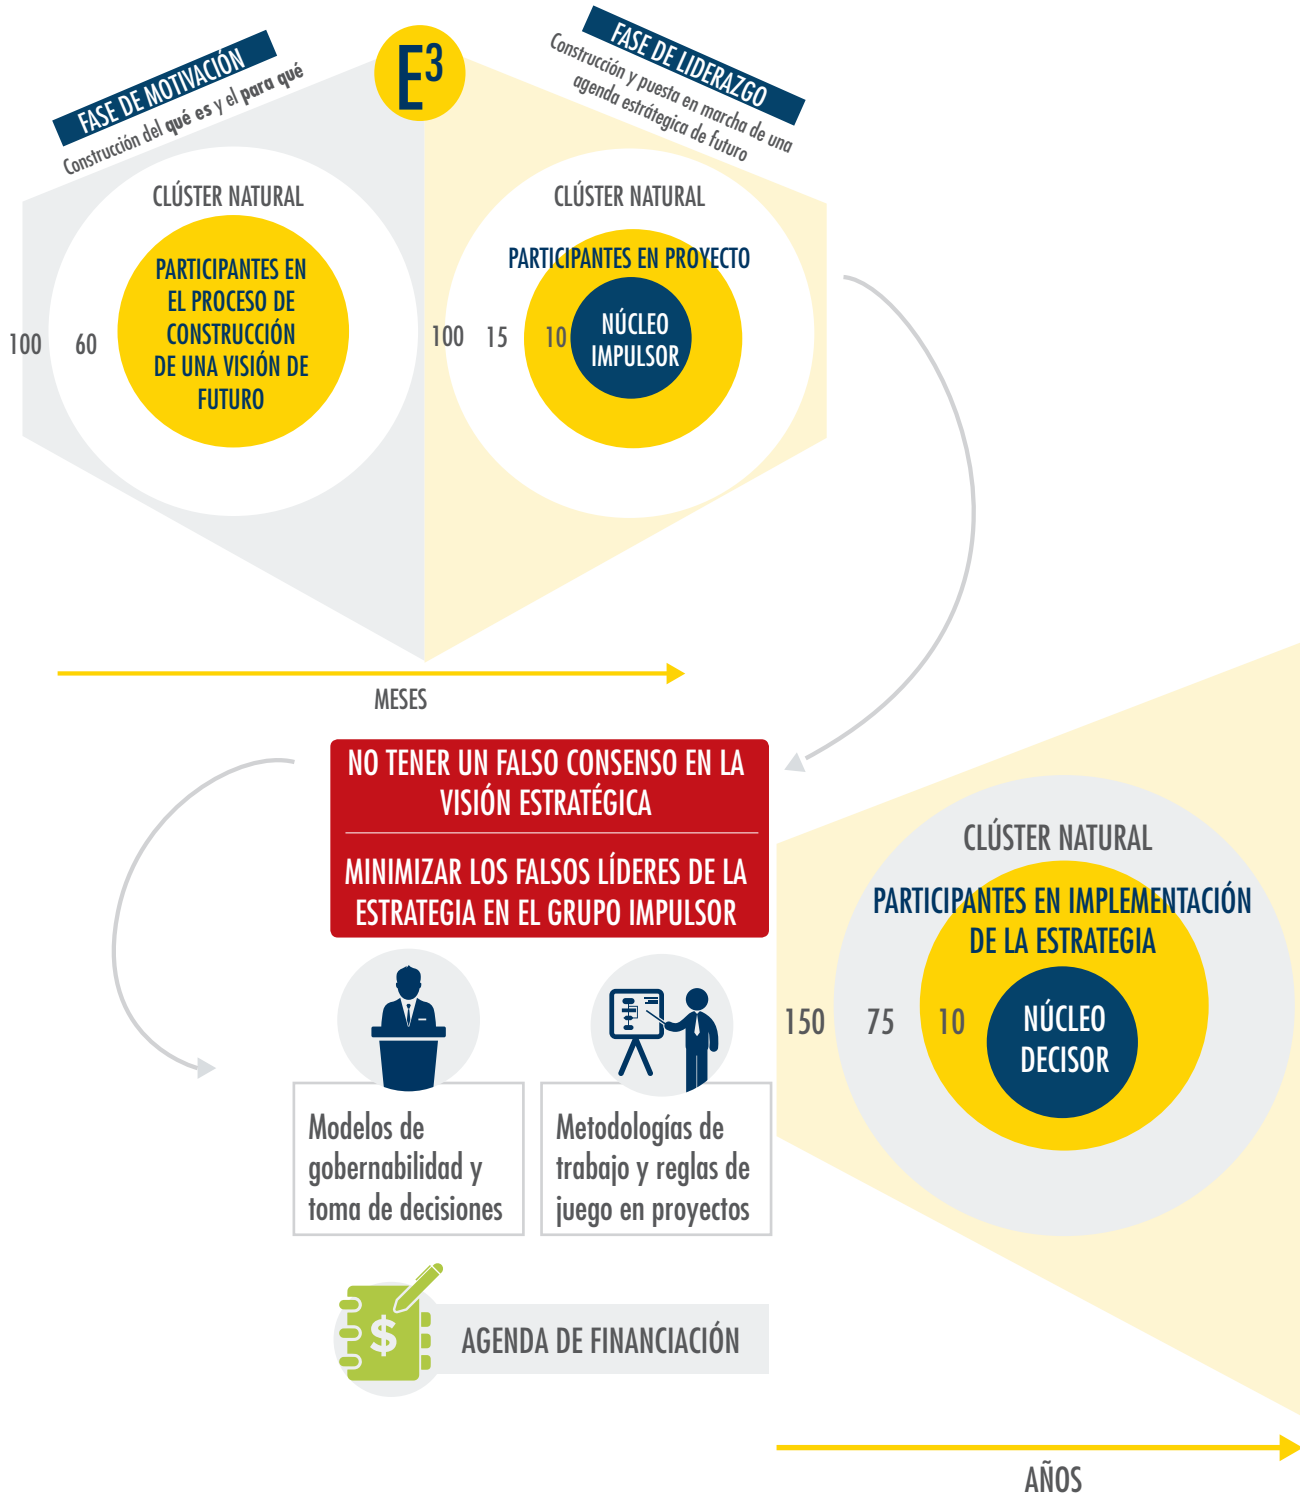 FASE DE MOTIVACIÓN
Construcción del qué es y el para qué
E³
FASE DE LIDERAZGO
Construcción y puesta en marcha de una
agenda estrátegica de futuro
CLÚSTER NATURAL
PARTICIPANTES EN
EL PROCESO DE
CONSTRUCCIÓN
DE UNA VISIÓN DE
FUTURO
100
60
CLÚSTER NATURAL
PARTICIPANTES EN PROYECTO
NÚCLEO
IMPULSOR
100
15
10
MESES
NO TENER UN FALSO CONSENSO EN LA
VISIÓN ESTRATÉGICA
MINIMIZAR LOS FALSOS LÍDERES DE LA
ESTRATEGIA EN EL GRUPO IMPULSOR
Modelos de
gobernabilidad y
toma de decisiones
Metodologías de
trabajo y reglas de
juego en proyectos
$
AGENDA DE FINANCIACIÓN
CLÚSTER NATURAL
PARTICIPANTES EN IMPLEMENTACIÓN
DE LA ESTRATEGIA
NÚCLEO
DECISOR
150
75
10
AÑOS